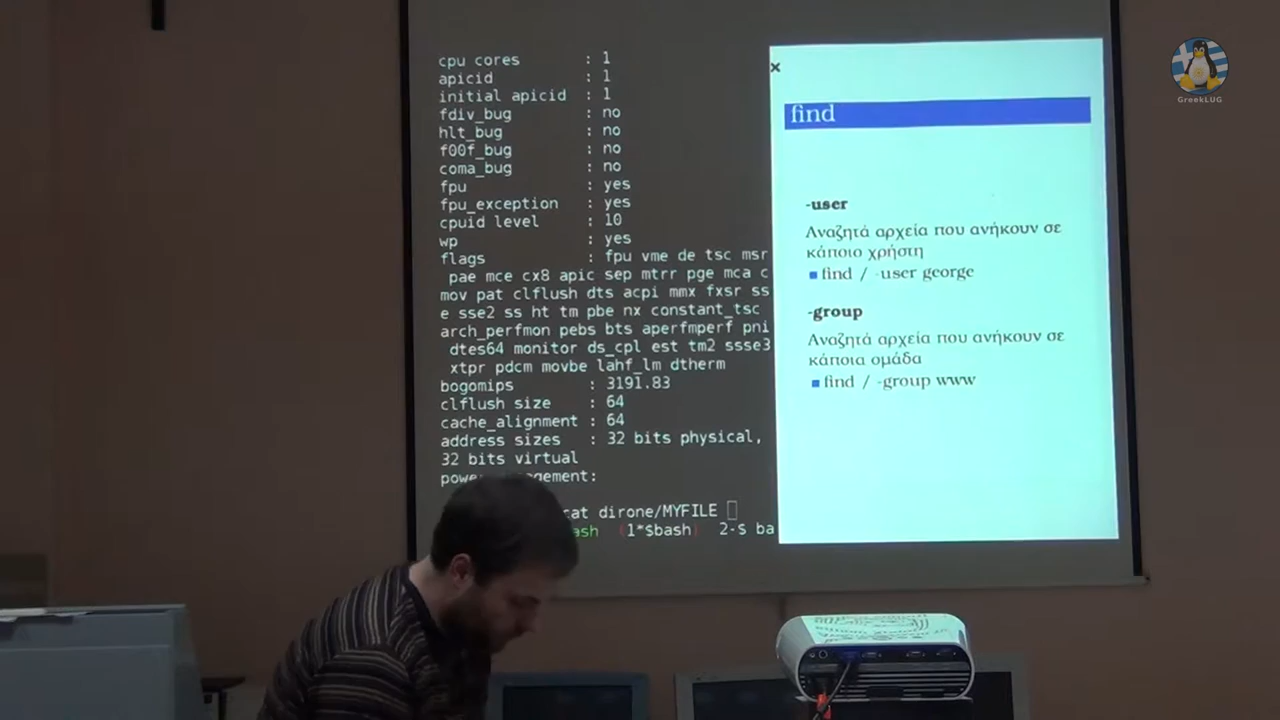 cpu cores : 1
apicid : 1
initial apicid : 1
fdiv_bug : no
hlt_bug : no
f00f_bug : no
coma_bug : no
fpu : yes
fpu_exception : yes
cpuid level : 10
wp : yes
flags : fpu vme de tsc msr
pae mce cx8 apic sep mtrr pge mca c
mov pat clflush dts acpi mmx fxsr ss
e sse2 ss ht tm pbe nx constant_tsc
arch_perfmon pebs bts aperfmperf pni
dtes64 monitor ds_cpl est tm2 ssse3
xtpr pdcm movbe lahf_lm dtherm
bogomips : 3191.83
clflush size : 64
cache_alignment : 64
address sizes : 32 bits physical,
32 bits virtual
cat dirone/MYFILE
ash (1*$bash) 2-$ ba
×
find
-user
Αναζητά αρχεία που ανήκουν σε
κάποιο χρήστη
find / -user george
-group
Αναζητά αρχεία που ανήκουν σε
κάποια ομάδα
find / -group www
GreekLUG